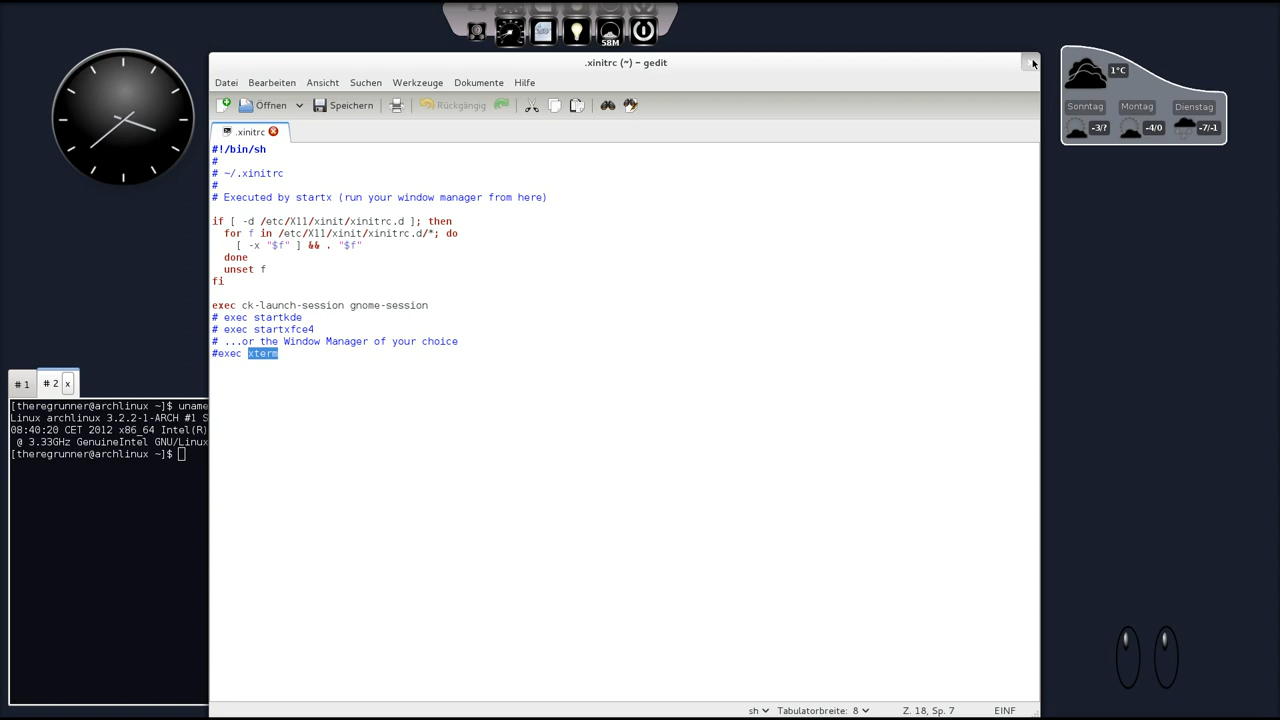 58M
.xinitrc (~) – gedit
Datei Bearbeiten Ansicht Suchen Werkzeuge Dokumente Hilfe
Öffnen Speichern Rückgängig
.xinitrc
#!/bin/sh
#
# ~/.xinitrc
#
# Executed by startx (run your window manager from here)
if [ -d /etc/X11/xinit/xinitrc.d ]; then
for f in /etc/X11/xinit/xinitrc.d/*; do
[ -x "$f" ] && . "$f"
done
unset f
fi
exec ck-launch-session gnome-session
# exec startkde
# exec startxfce4
# ...or the Window Manager of your choice
#exec xterm
sh Tabulatorbreite: 8 Z. 18, Sp. 7 EINF
1°C
Sonntag Montag Dienstag
-3/? -4/0 -7/-1
# 1 # 2 x
[theregrunner@archlinux ~]$ uname
Linux archlinux 3.2.2-1-ARCH #1 S
08:40:20 CET 2012 x86_64 Intel(R)
@ 3.33GHz GenuineIntel GNU/Linux
[theregrunner@archlinux ~]$